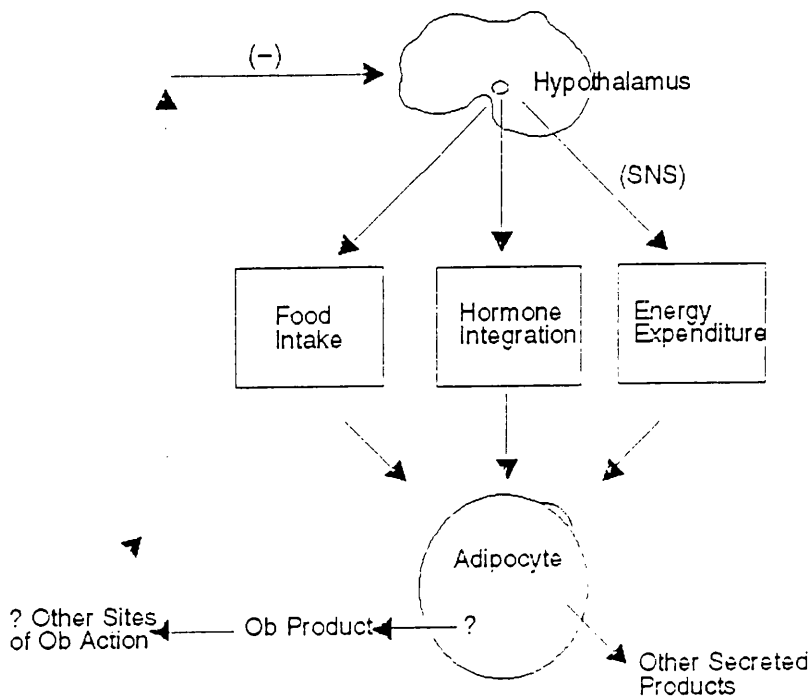 (-)
Hypothalamus
(SNS)
Food
Intake
Hormone
Integration
Energy
Expenditure
Adipocyte
? Other Sites
of Ob Action
Ob Product
?
Other Secreted
Products